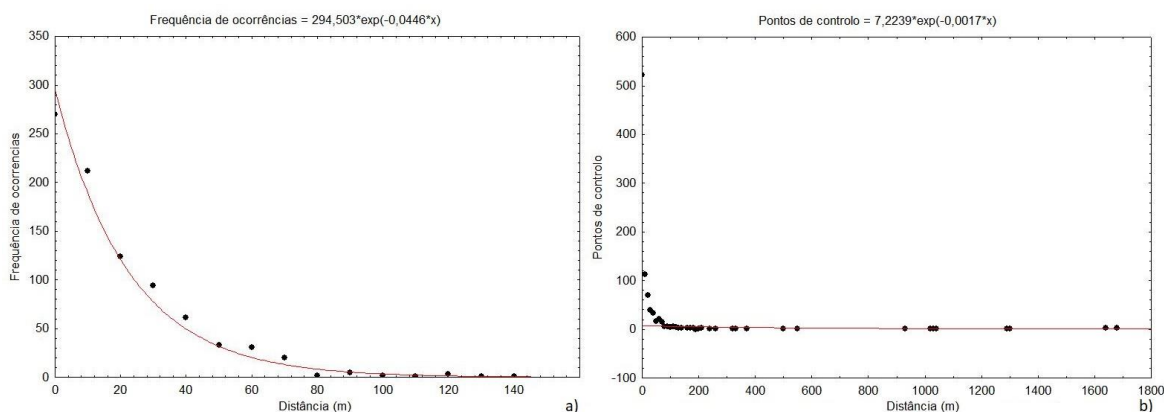 Frequência de ocorrências = 294,503*exp(-0,0446*x)
350
300
250
200
150
100
50
0
Frequência de ocorrencias
0 20 40 60 80 100 120 140
Distância (m)
a)
Pontos de controlo = 7,2239*exp(-0,0017*x)
600
500
400
300
200
100
0
-100
Pontos de controlo
0 200 400 600 800 1000 1200 1400 1600 1800
Distância (m)
b)